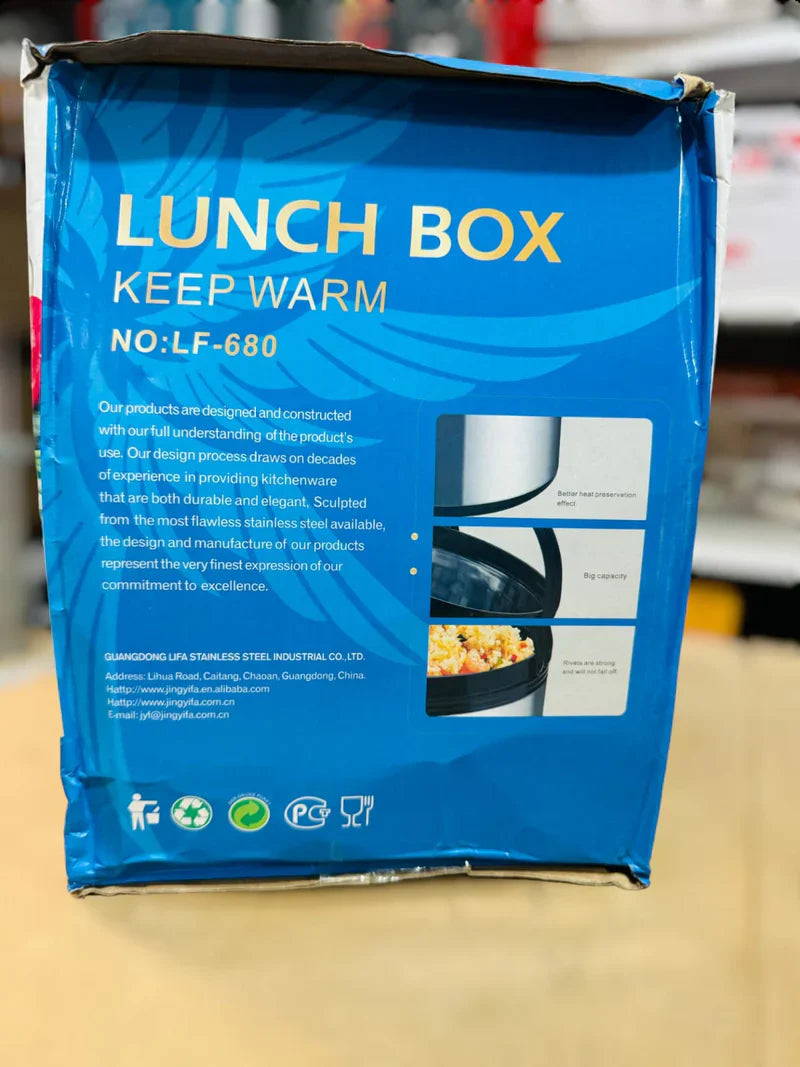 LUNCH BOX
KEEP WARM
NO:LF-680
Our products are designed and constructed
with our full understanding of the product's
use. Our design process draws on decades
of experience in providing kitchenware
that are both durable and elegant, Sculpted
from the most flawless stainless steel available,
the design and manufacture of our products
represent the very finest expression of our
commitment to excellence.
Better heat preservation
effect.
Big capacity
Rivets are strong
and will not fall off.
GUANGDONG LIFA STAINLESS STEEL INDUSTRIAL CO.,LTD.
Address: Lihua Road, Caitang, Chaoan, Guangdong, China.
Hattp://www.jingyifa.en.alibaba.com
Hattp://www.jingyifa.com.cn
E-mail: jyf@jingyifa.com.cn